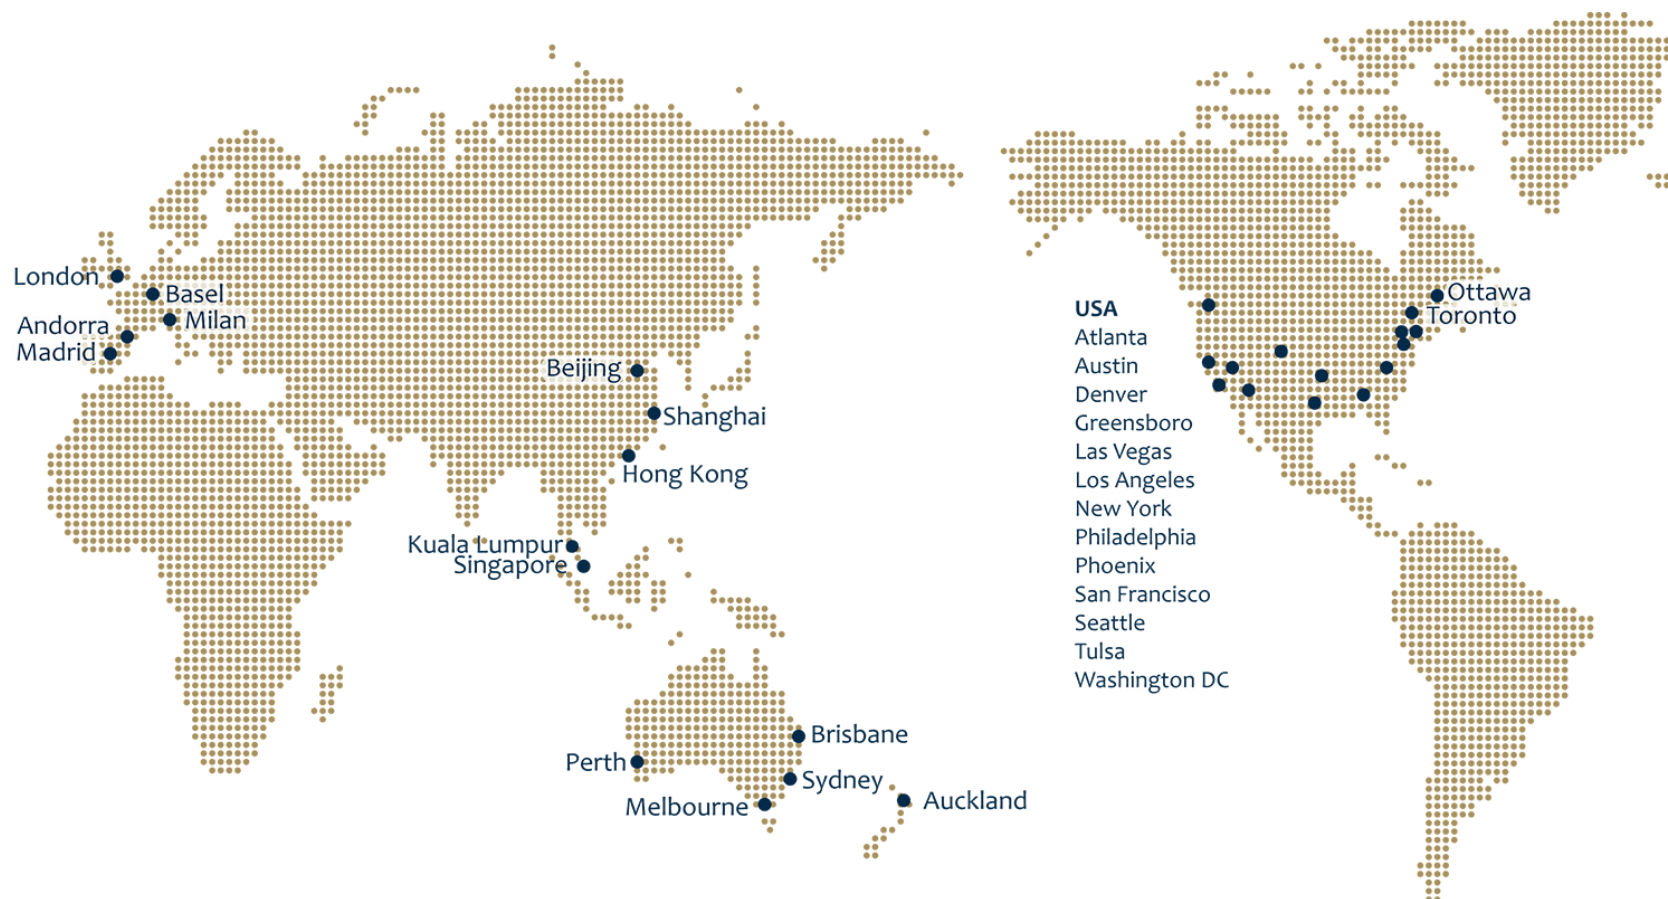 London
Basel
Andorra
Milan
Madrid
Beijing
Shanghai
Hong Kong
Kuala Lumpur
Singapore
Brisbane
Perth
Sydney
Melbourne
Auckland
USA
Atlanta
Austin
Denver
Greensboro
Las Vegas
Los Angeles
New York
Philadelphia
Phoenix
San Francisco
Seattle
Tulsa
Washington DC
Ottawa
Toronto